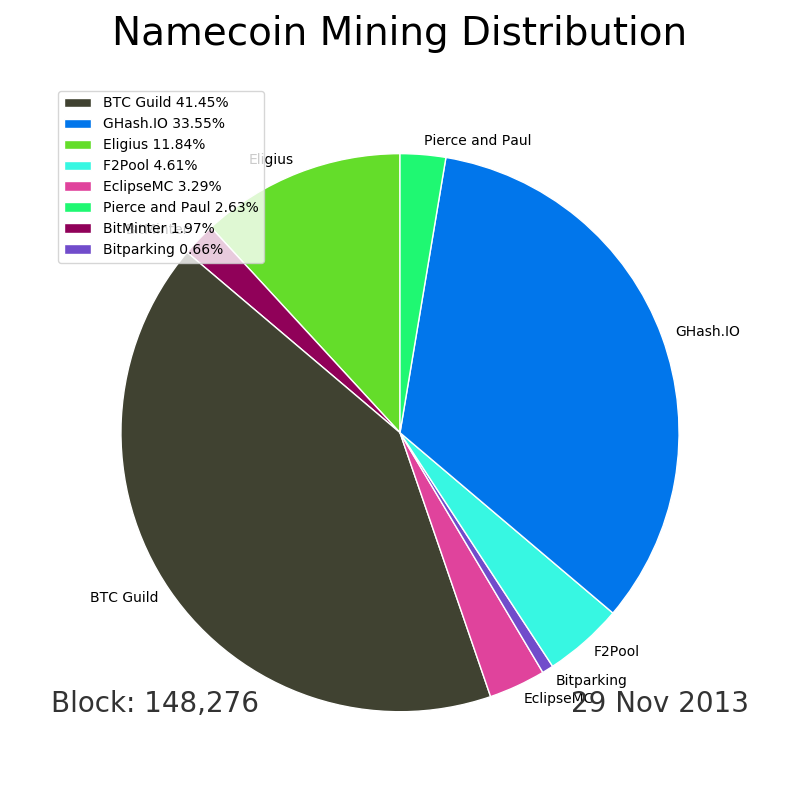 Namecoin Mining Distribution
BTC Guild 41.45%
GHash.IO 33.55%
Eligius 11.84%
F2Pool 4.61%
EclipseMC 3.29%
Pierce and Paul 2.63%
BitMinter 1.97%
Bitparking 0.66%
Pierce and Paul
Eligius
BitMinter
GHash.IO
BTC Guild
F2Pool
Bitparking
EclipseMC
Block: 148,276
29 Nov 2013